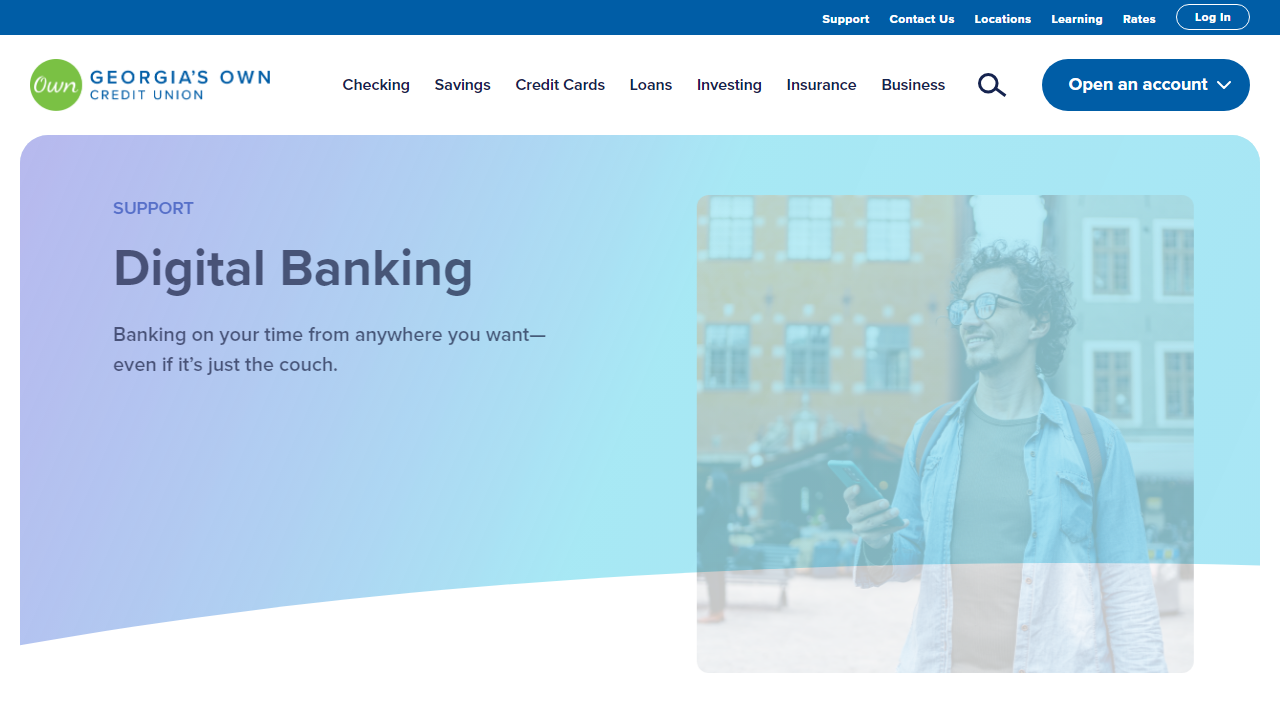 Support Contact Us Locations Learning Rates Log In
Own GEORGIA'S OWN
CREDIT UNION
Checking Savings Credit Cards Loans Investing Insurance Business Open an account
SUPPORT
Digital Banking
Banking on your time from anywhere you want—
even if it’s just the couch.